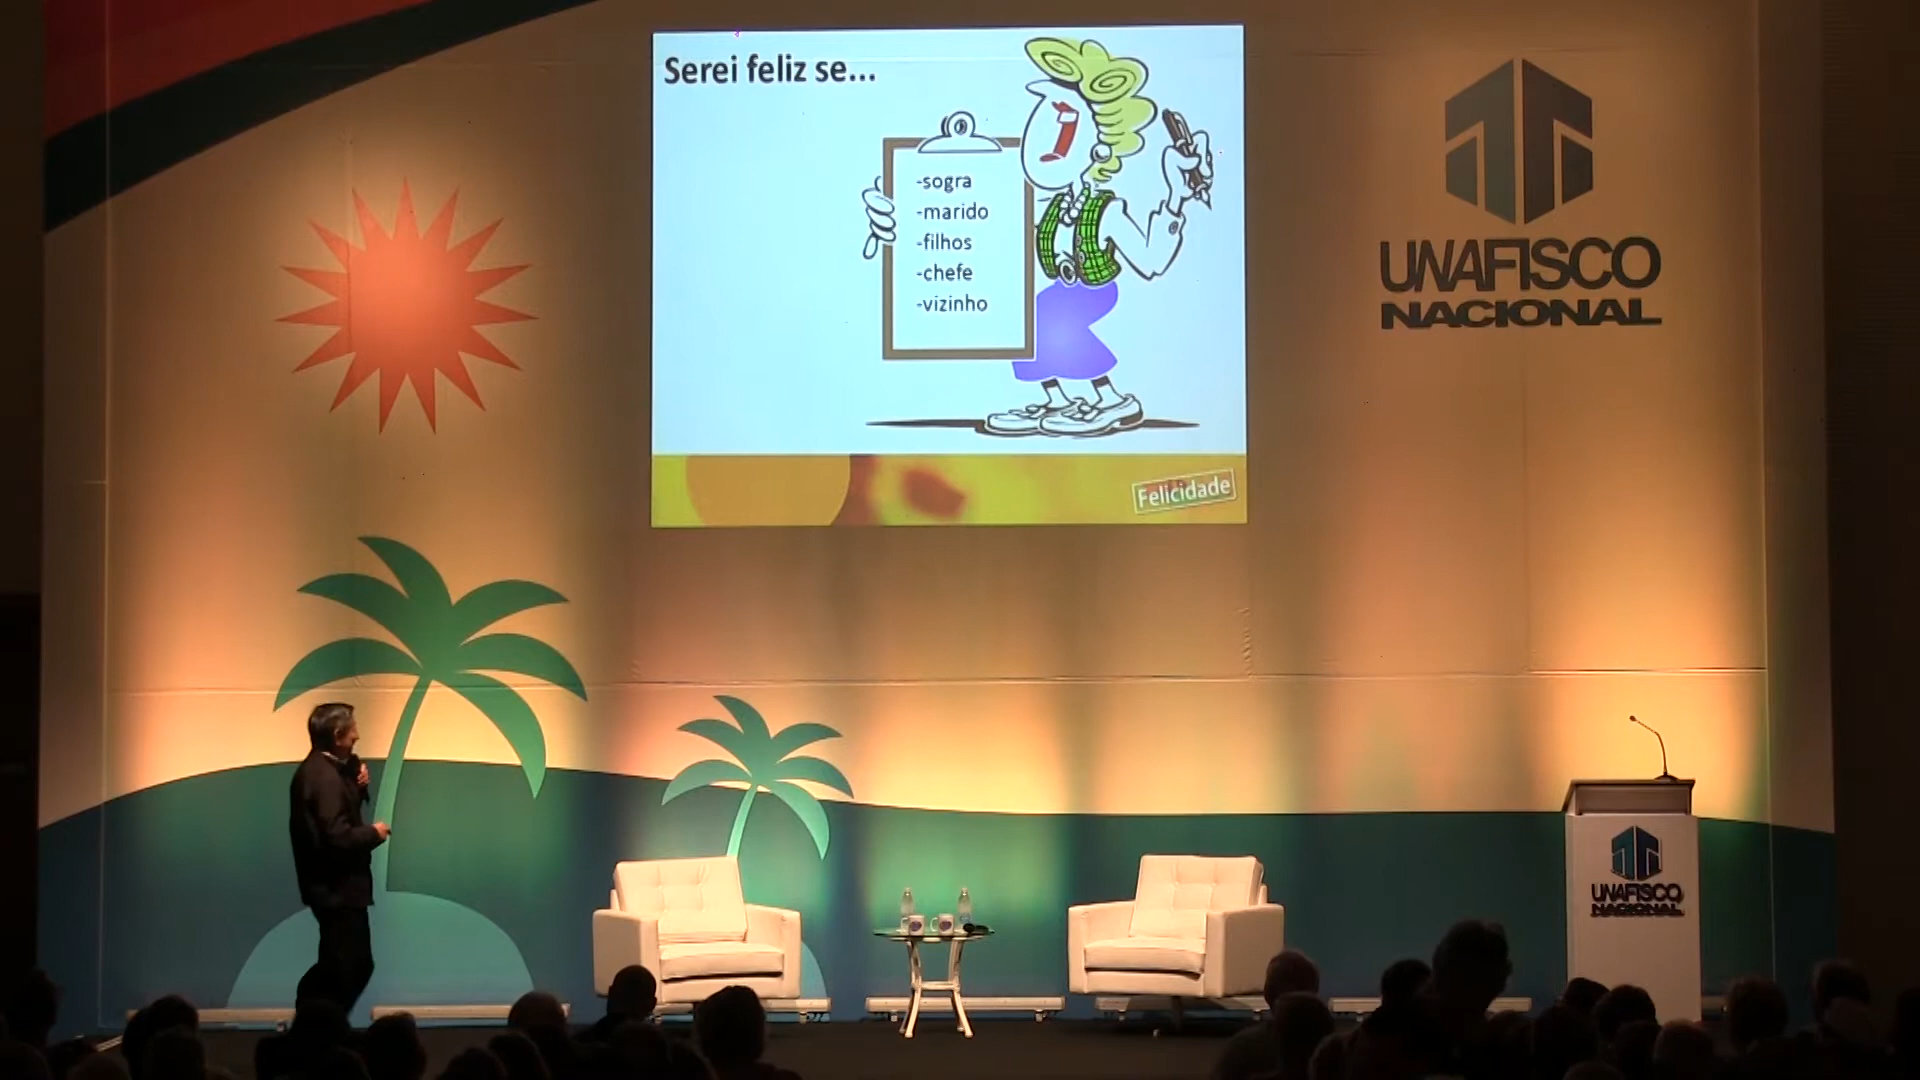 Serei feliz se...
-sogra
-marido
-filhos
-chefe
-vizinho
Felicidade
UNAFISCO
NACIONAL
UNAFISCO
NACIONAL